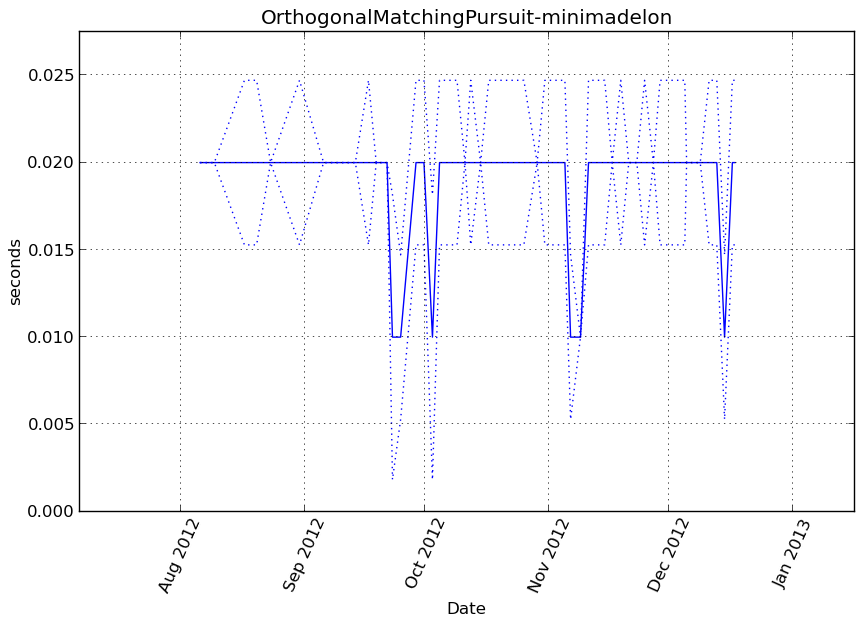 OrthogonalMatchingPursuit-minimadelon
0.025
0.020
0.015
0.010
0.005
0.000
seconds
Aug 2012
Sep 2012
Oct 2012
Nov 2012
Dec 2012
Jan 2013
Date